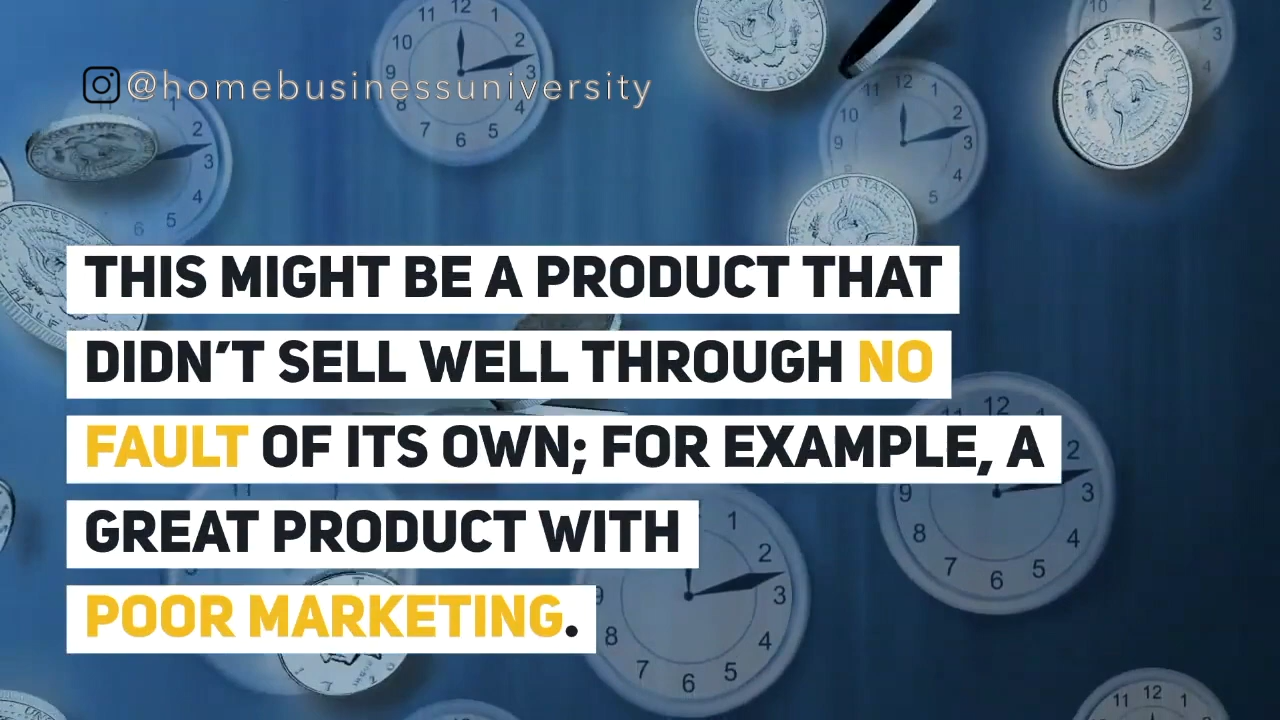 @homebusinessuniversity
THIS MIGHT BE A PRODUCT THAT
DIDN'T SELL WELL THROUGH NO
FAULT OF ITS OWN; FOR EXAMPLE, A
GREAT PRODUCT WITH
POOR MARKETING.